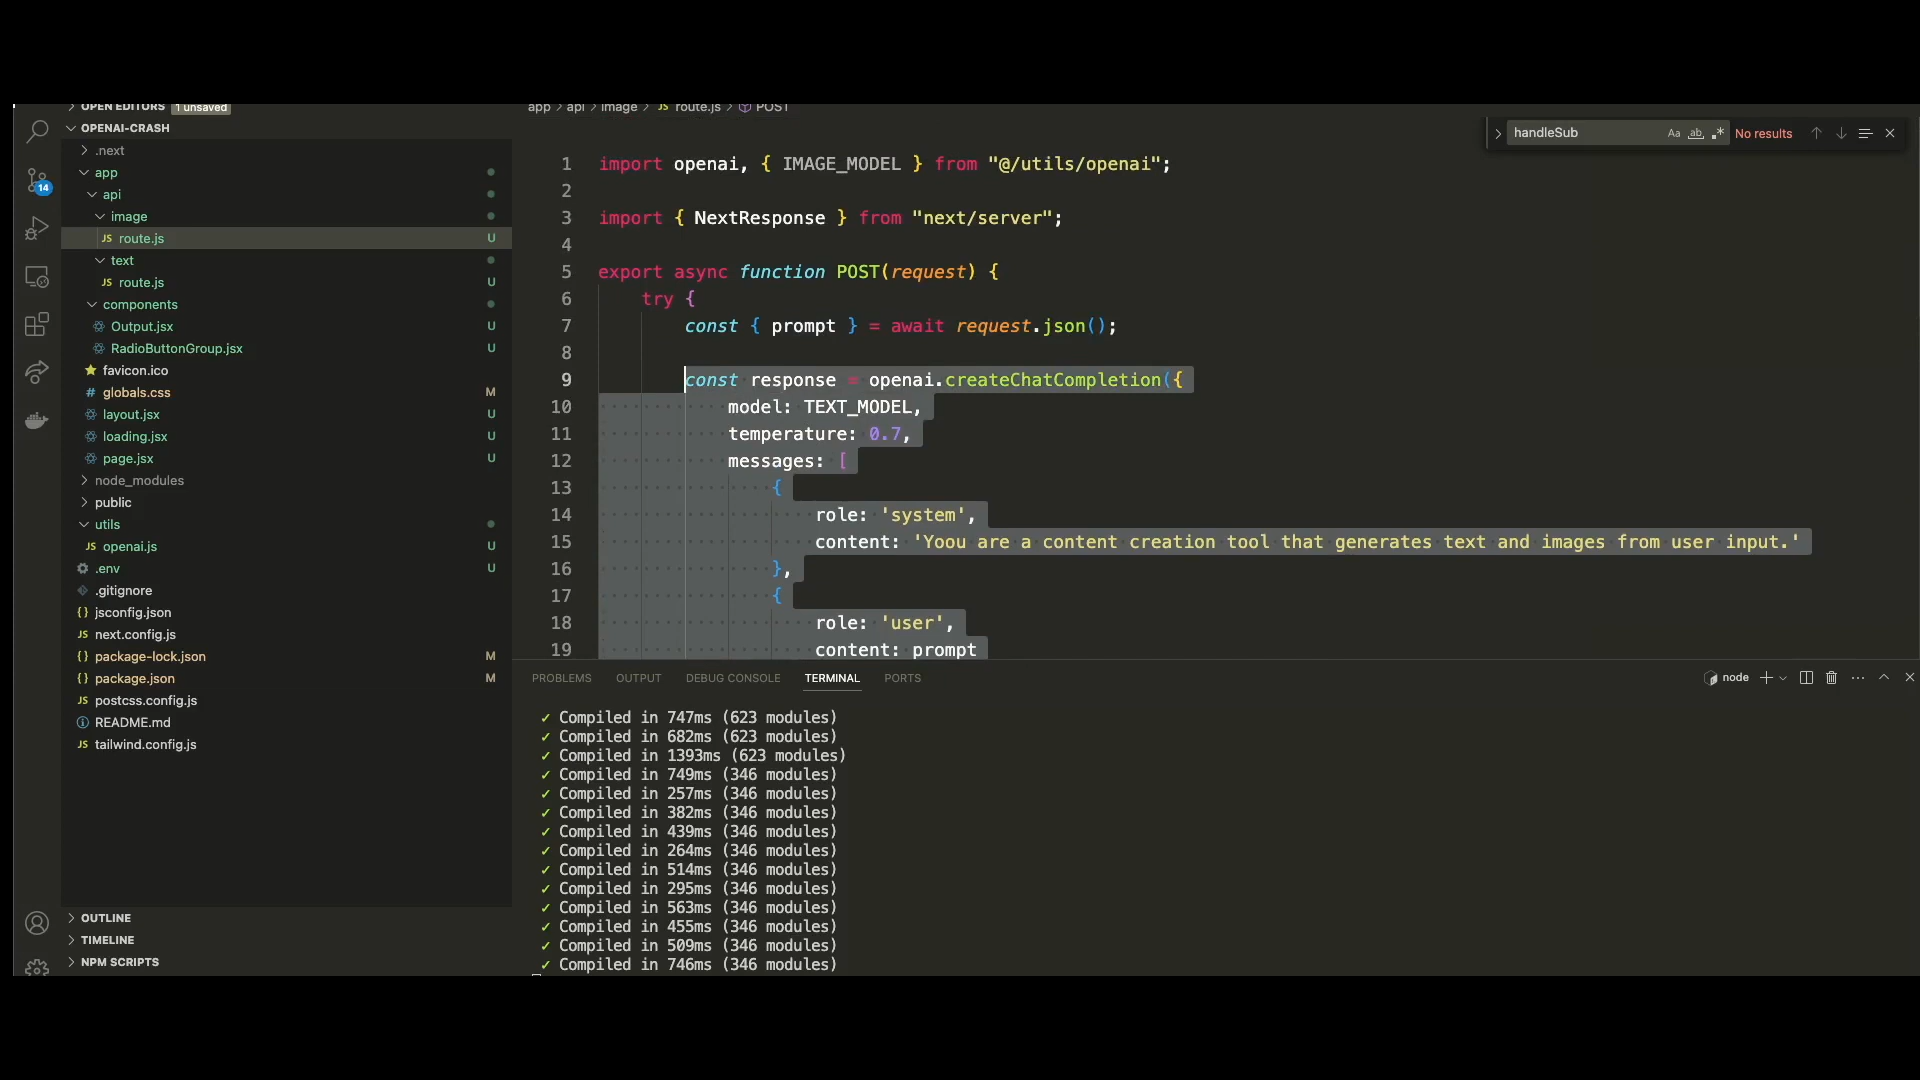 OPEN EDITORS 1 unsaved
OPENAI-CRASH
.next
app
api
image
JS route.js U
text
JS route.js U
components
Output.jsx U
RadioButtonGroup.jsx U
favicon.ico
# globals.css M
layout.jsx U
loading.jsx U
page.jsx U
node_modules
public
utils
JS openai.js U
.env U
.gitignore
{} jsconfig.json
JS next.config.js
{} package-lock.json M
{} package.json M
JS postcss.config.js
README.md
JS tailwind.config.js
OUTLINE
TIMELINE
NPM SCRIPTS
14
app > api > image > JS route.js > POST
handleSub Aa ab .* No results
1 import openai, { IMAGE_MODEL } from "@/utils/openai";
2
3 import { NextResponse } from "next/server";
4
5 export async function POST(request) {
6 try {
7 const { prompt } = await request.json();
8
9 const response = openai.createChatCompletion({
10 model: TEXT_MODEL,
11 temperature: 0.7,
12 messages: [
13 {
14 role: 'system',
15 content: 'Yoou are a content creation tool that generates text and images from user input.'
16 },
17 {
18 role: 'user',
19 content: prompt
PROBLEMS OUTPUT DEBUG CONSOLE TERMINAL PORTS
node
✓ Compiled in 747ms (623 modules)
✓ Compiled in 682ms (623 modules)
✓ Compiled in 1393ms (623 modules)
✓ Compiled in 749ms (346 modules)
✓ Compiled in 257ms (346 modules)
✓ Compiled in 382ms (346 modules)
✓ Compiled in 439ms (346 modules)
✓ Compiled in 264ms (346 modules)
✓ Compiled in 514ms (346 modules)
✓ Compiled in 295ms (346 modules)
✓ Compiled in 563ms (346 modules)
✓ Compiled in 455ms (346 modules)
✓ Compiled in 509ms (346 modules)
✓ Compiled in 746ms (346 modules)